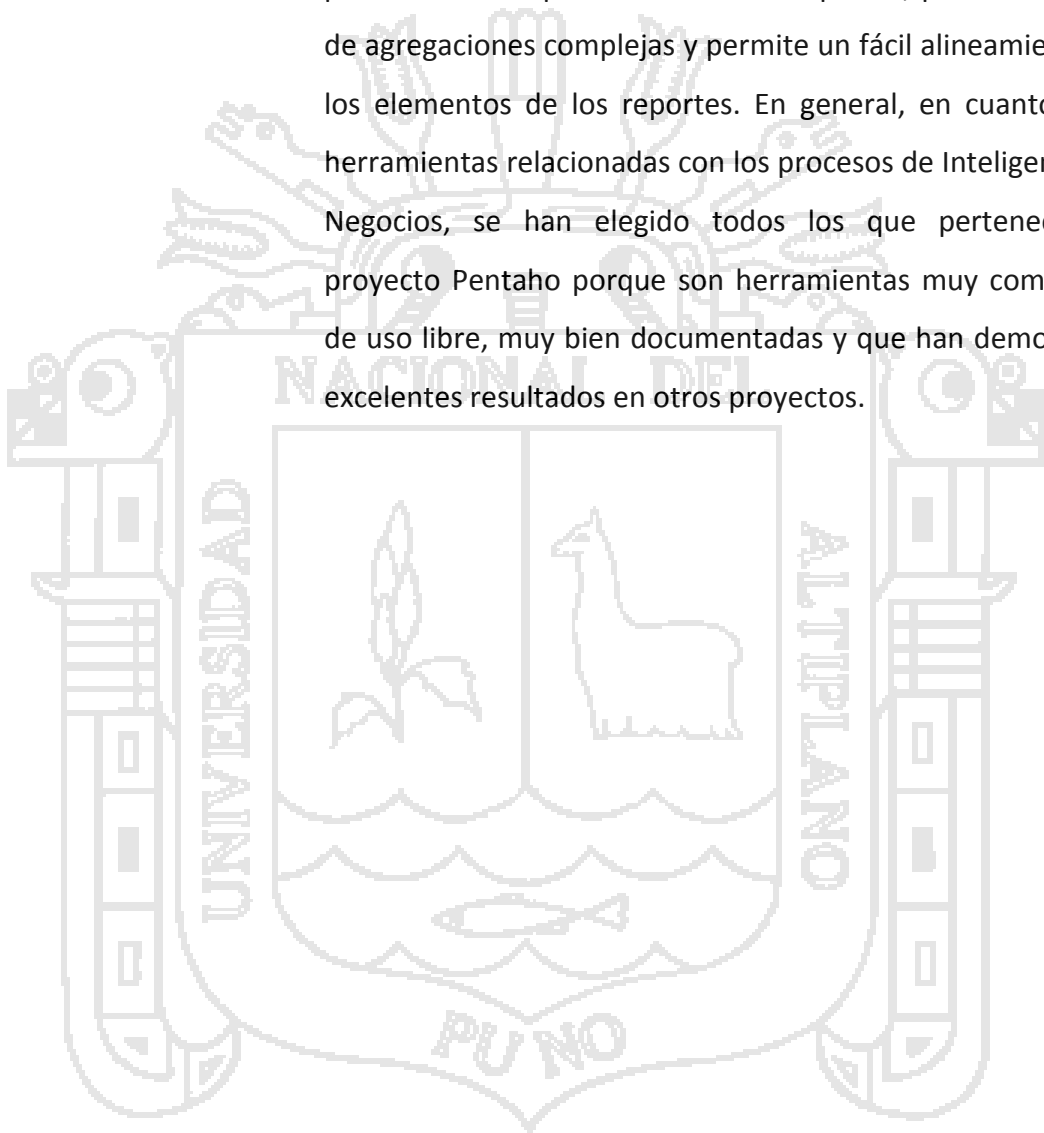 de agregaciones complejas y permite un fácil alineamie
los elementos de los reportes. En general, en cuanto
herramientas relacionadas con los procesos de Inteligen
Negocios, se han elegido todos los que pertenec
proyecto Pentaho porque son herramientas muy com
de uso libre, muy bien documentadas y que han demo
excelentes resultados en otros proyectos.
NACIONAL DEL
UNIVERSIDAD
ALTIPLANO
PUNO